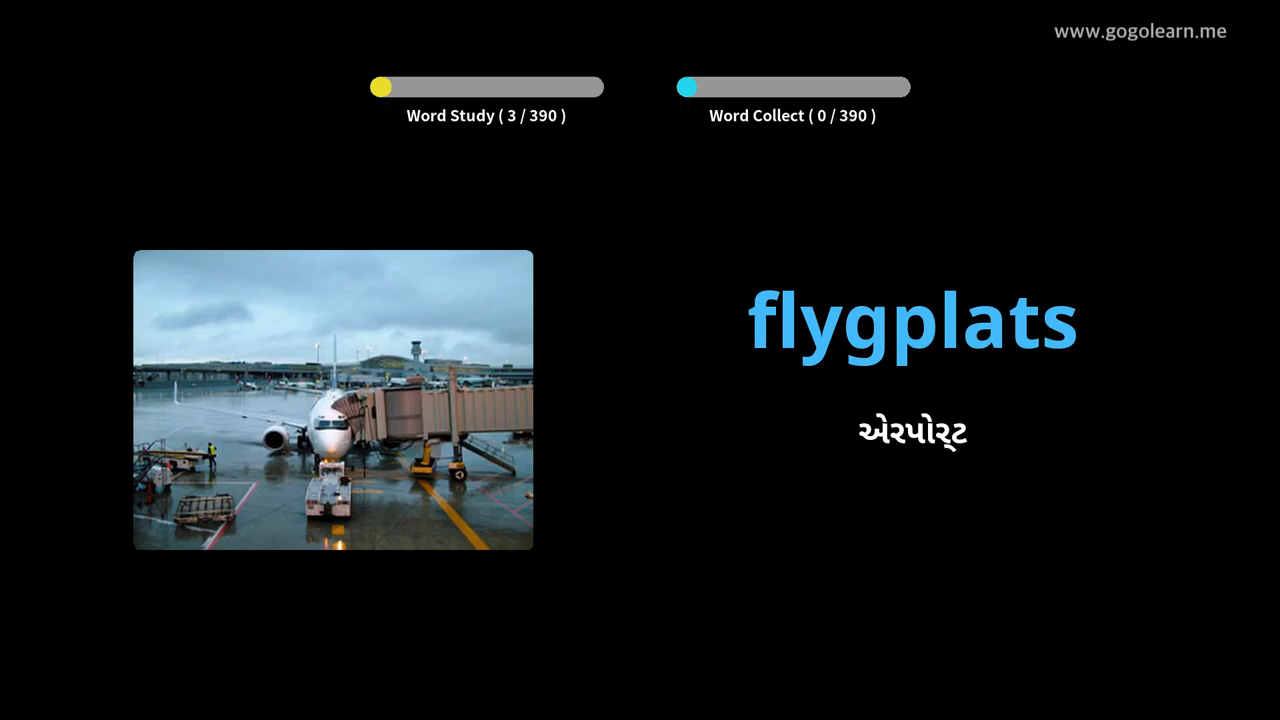 www.gogolearn.me
Word Study ( 3 / 390 )
Word Collect ( 0 / 390 )
flygplats
એરપોર્ટ